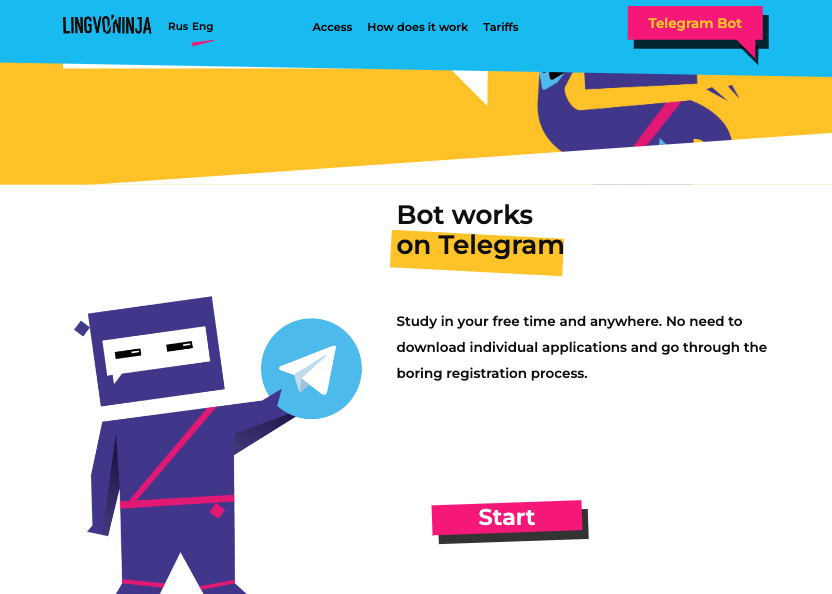 LINGVONINJA
Rus Eng
Access How does it work Tariffs
Telegram Bot
Bot works
on Telegram
Study in your free time and anywhere. No need to
download individual applications and go through the
boring registration process.
Start